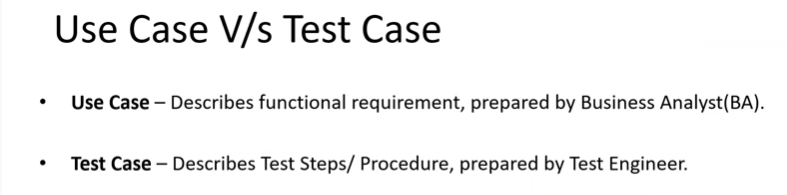 Use Case V/s Test Case
• Use Case – Describes functional requirement, prepared by Business Analyst(BA).
• Test Case – Describes Test Steps/ Procedure, prepared by Test Engineer.